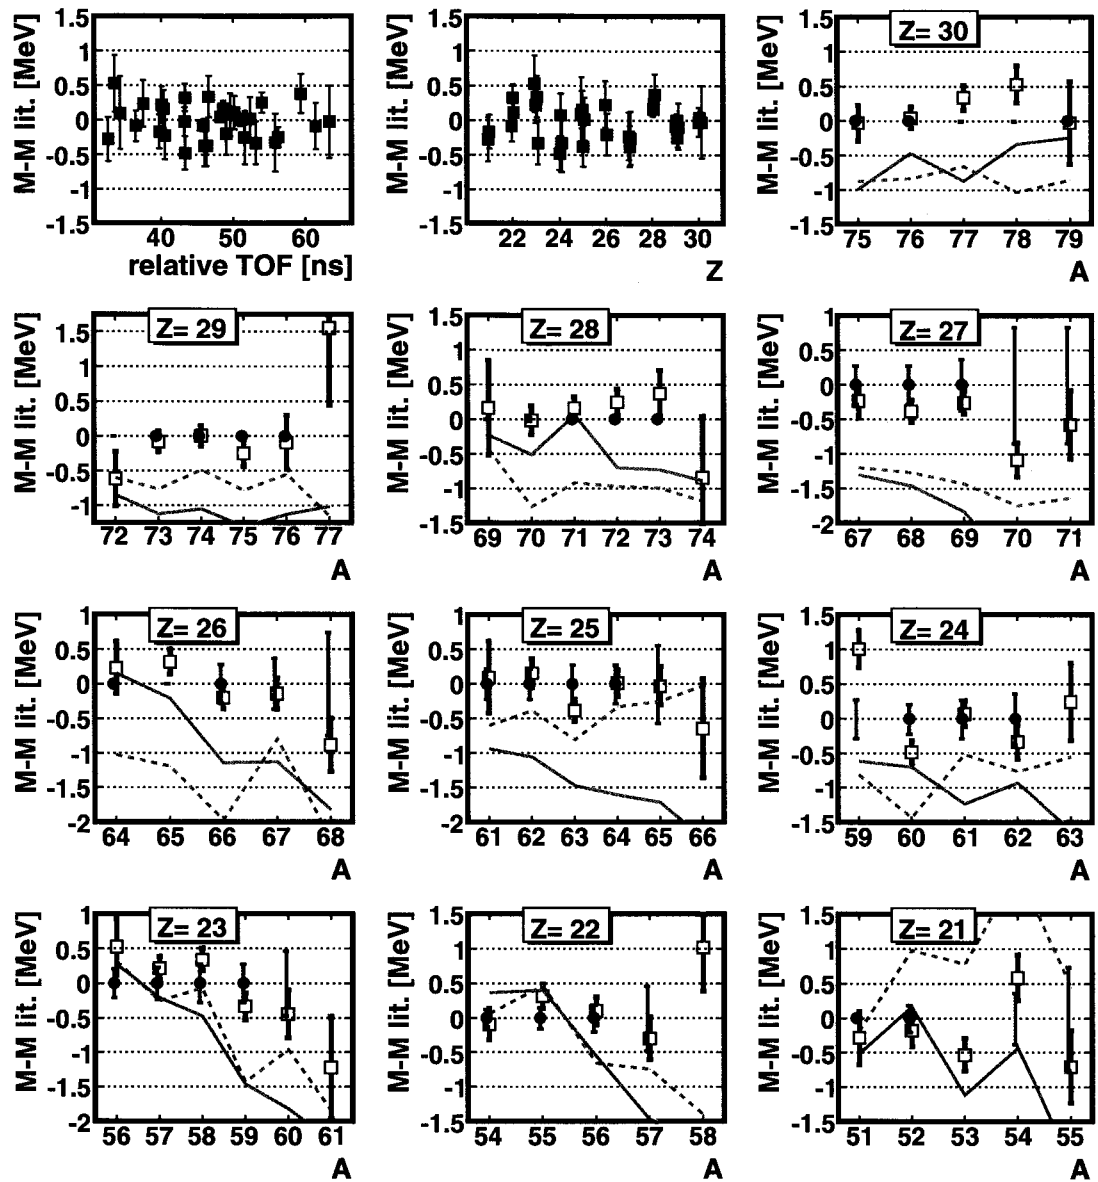 M-M lit. [MeV]
1.5
1
0.5
0
-0.5
-1
-1.5
40 50 60
relative TOF [ns]
M-M lit. [MeV]
1.5
1
0.5
0
-0.5
-1
-1.5
22 24 26 28 30
Z
Z= 30
M-M lit. [MeV]
1.5
1
0.5
0
-0.5
-1
-1.5
75 76 77 78 79
A
Z= 29
M-M lit. [MeV]
1.5
1
0.5
0
-0.5
-1
72 73 74 75 76 77
A
Z= 28
M-M lit. [MeV]
1.5
1
0.5
0
-0.5
-1
-1.5
69 70 71 72 73 74
A
Z= 27
M-M lit. [MeV]
1
0.5
0
-0.5
-1
-1.5
-2
67 68 69 70 71
A
Z= 26
M-M lit. [MeV]
1
0.5
0
-0.5
-1
-1.5
-2
64 65 66 67 68
A
Z= 25
M-M lit. [MeV]
1
0.5
0
-0.5
-1
-1.5
-2
61 62 63 64 65 66
A
Z= 24
M-M lit. [MeV]
1.5
1
0.5
0
-0.5
-1
-1.5
59 60 61 62 63
A
Z= 23
M-M lit. [MeV]
1
0.5
0
-0.5
-1
-1.5
-2
56 57 58 59 60 61
A
Z= 22
M-M lit. [MeV]
1.5
1
0.5
0
-0.5
-1
-1.5
54 55 56 57 58
A
Z= 21
M-M lit. [MeV]
1.5
1
0.5
0
-0.5
-1
-1.5
51 52 53 54 55
A